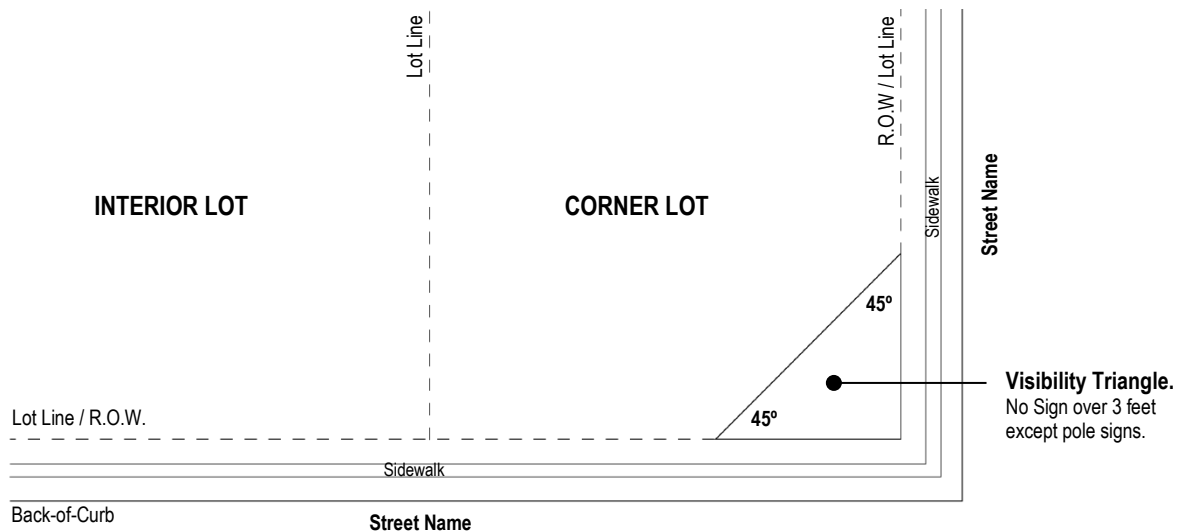 Lot Line
R.O.W / Lot Line
INTERIOR LOT
CORNER LOT
Sidewalk
Street Name
45º
Visibility Triangle.
No Sign over 3 feet
except pole signs.
45º
Lot Line / R.O.W.
Sidewalk
Back-of-Curb
Street Name